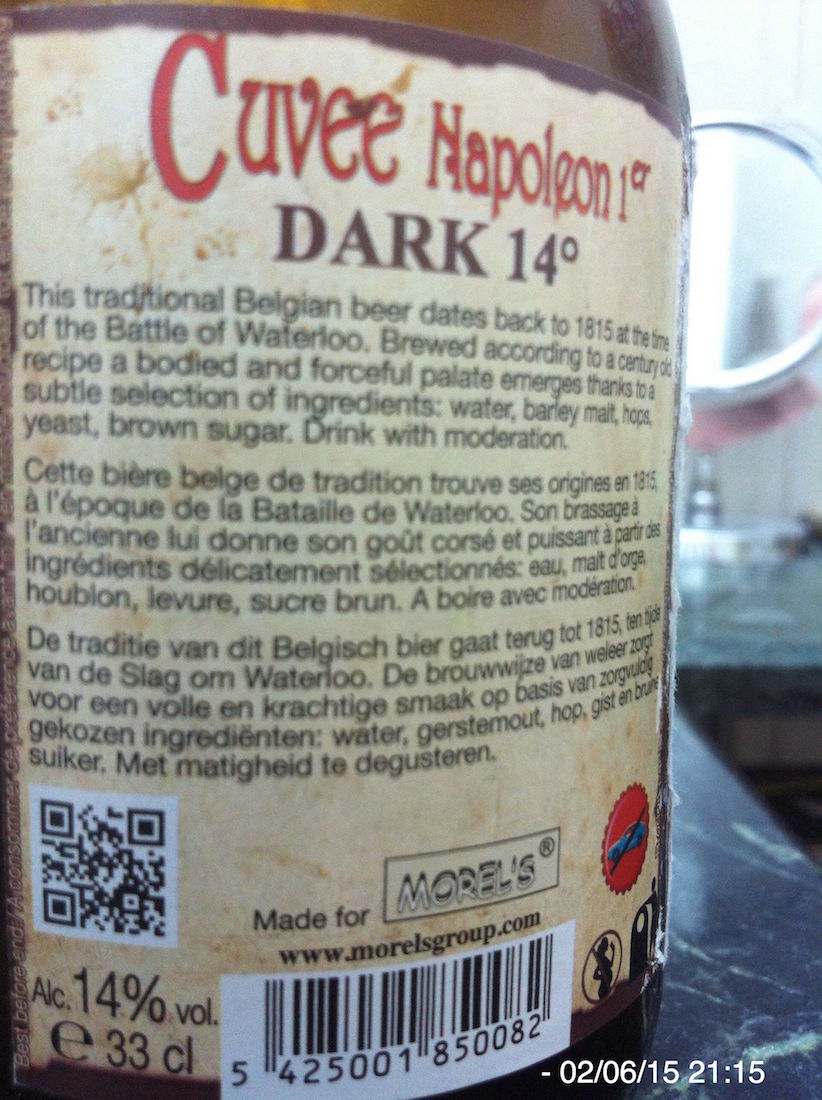 Cuvee Napoleon 1er
DARK 14°
This traditional Belgian beer dates back to 1815 at the time
of the Battle of Waterloo. Brewed according to a century old
recipe a bodied and forceful palate emerges thanks to a
subtle selection of ingredients: water, barley malt, hops,
yeast, brown sugar. Drink with moderation.
Cette bière belge de tradition trouve ses origines en 1815,
à l'époque de la Bataille de Waterloo. Son brassage à
l'ancienne lui donne son goût corsé et puissant à partir des
ingrédients délicatement sélectionnés: eau, malt d'orge,
houblon, levure, sucre brun. A boire avec modération.
De traditie van dit Belgisch bier gaat terug tot 1815, ten tijde
van de Slag om Waterloo. De brouwwijze van weleer zorgt
voor een volle en krachtige smaak op basis van zorgvuldig
gekozen ingrediënten: water, gerstemout, hop, gist en bruine
suiker. Met matigheid te degusteren.
MOREL'S®
Made for
www.morelsgroup.com
Alc. 14% vol.
e 33 cl
5 425001 850082
Best before end: / A consommer de préférence
- 02/06/15 21:15